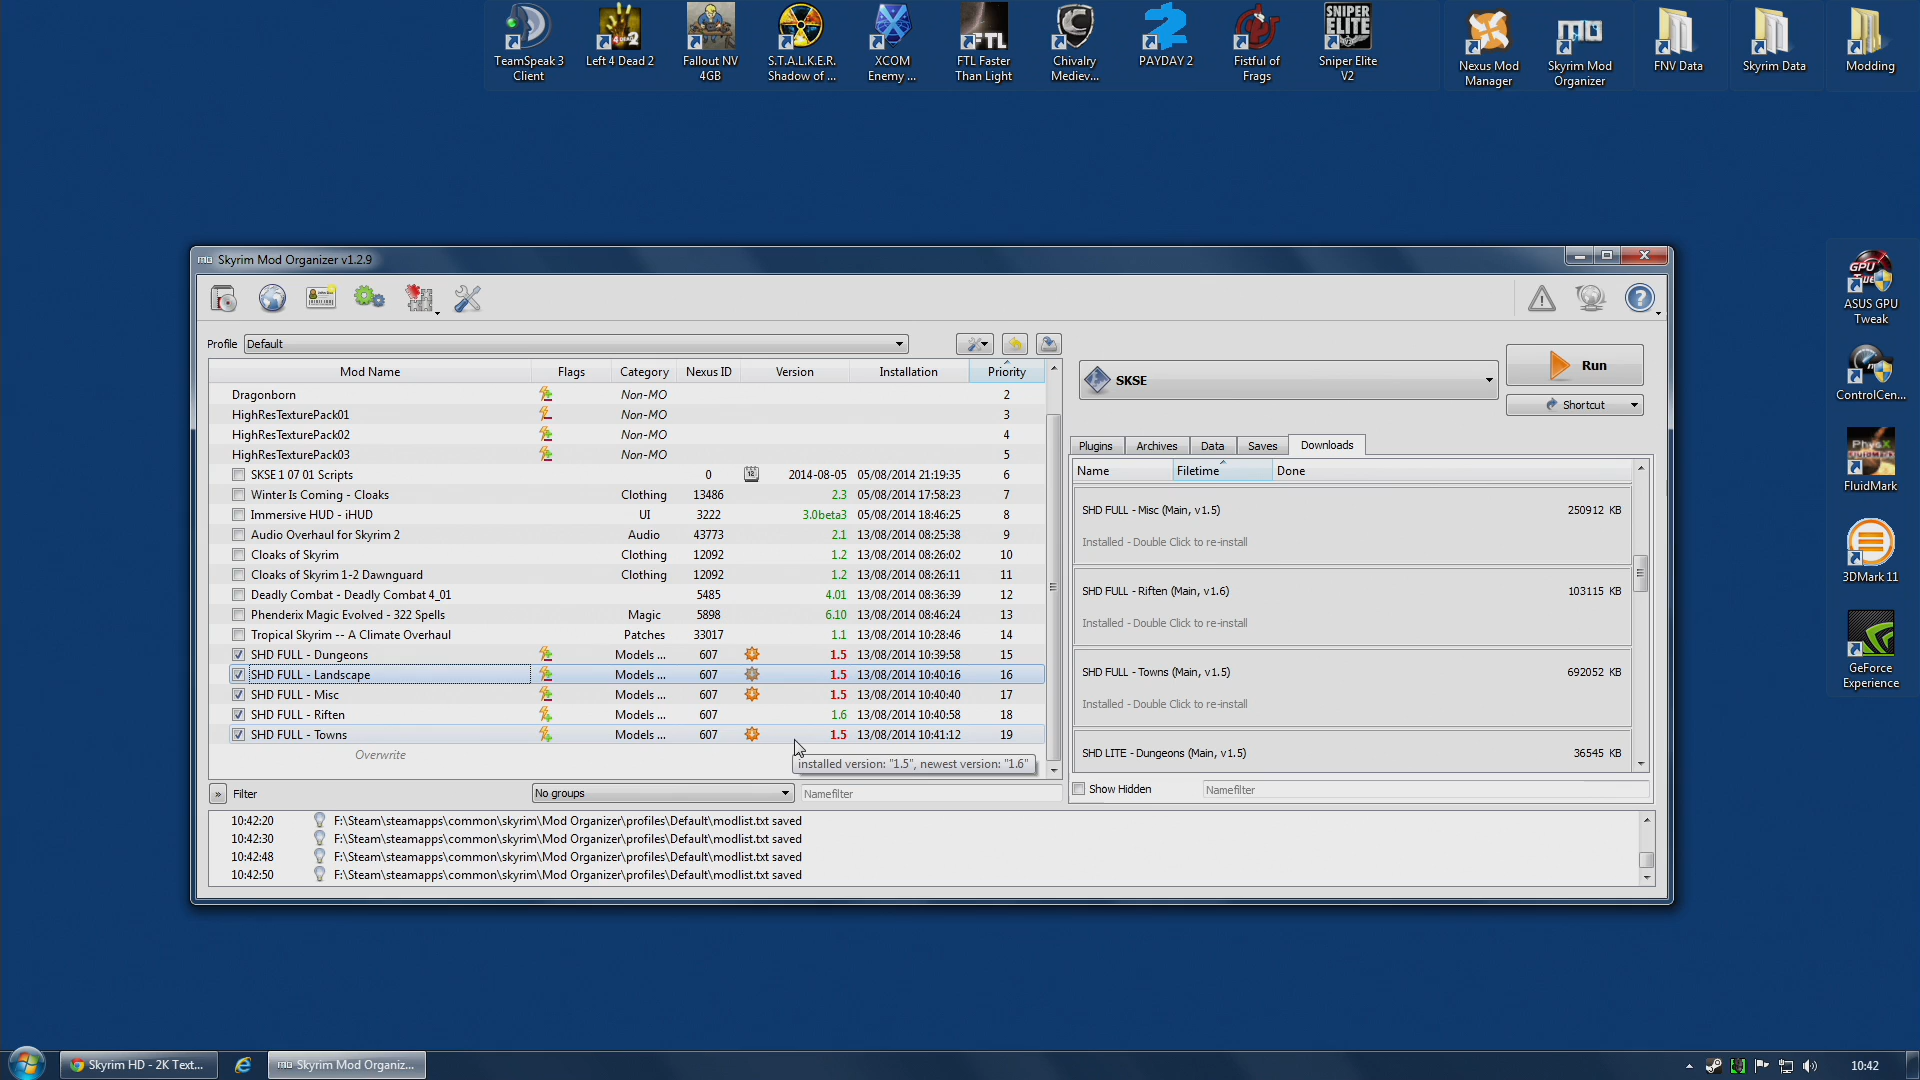 TeamSpeak 3
Client
Left 4 Dead 2
Fallout NV
4GB
S.T.A.L.K.E.R.
Shadow of ...
XCOM
Enemy ...
FTL
FTL Faster
Than Light
Chivalry
Mediev...
PAYDAY 2
Fistful of
Frags
SNIPER
ELITE
Sniper Elite
V2
Nexus Mod
Manager
Skyrim Mod
Organizer
FNV Data
Skyrim Data
Modding
ASUS GPU
Tweak
ControlCen...
FluidMark
3DMark 11
GeForce
Experience
Skyrim Mod Organizer v1.2.9
Profile Default
Mod Name Flags Category Nexus ID Version Installation Priority
Dragonborn Non-MO 2
HighResTexturePack01 Non-MO 3
HighResTexturePack02 Non-MO 4
HighResTexturePack03 Non-MO 5
SKSE 1 07 01 Scripts 0 2014-08-05 05/08/2014 21:19:35 6
Winter Is Coming - Cloaks Clothing 13486 2.3 05/08/2014 17:58:23 7
Immersive HUD - iHUD UI 3222 3.0beta3 05/08/2014 18:46:25 8
Audio Overhaul for Skyrim 2 Audio 43773 2.1 13/08/2014 08:25:38 9
Cloaks of Skyrim Clothing 12092 1.2 13/08/2014 08:26:02 10
Cloaks of Skyrim 1-2 Dawnguard Clothing 12092 1.2 13/08/2014 08:26:11 11
Deadly Combat - Deadly Combat 4_01 5485 4.01 13/08/2014 08:36:39 12
Phenderix Magic Evolved - 322 Spells Magic 5898 6.10 13/08/2014 08:46:24 13
Tropical Skyrim -- A Climate Overhaul Patches 33017 1.1 13/08/2014 10:28:46 14
SHD FULL - Dungeons Models ... 607 1.5 13/08/2014 10:39:58 15
SHD FULL - Landscape Models ... 607 1.5 13/08/2014 10:40:16 16
SHD FULL - Misc Models ... 607 1.5 13/08/2014 10:40:40 17
SHD FULL - Riften Models ... 607 1.6 13/08/2014 10:40:58 18
SHD FULL - Towns Models ... 607 1.5 13/08/2014 10:41:12 19
Overwrite
installed version: "1.5", newest version: "1.6"
» Filter No groups Namefilter
SKSE
Run
Shortcut
Plugins Archives Data Saves Downloads
Name Filetime Done
SHD FULL - Misc (Main, v1.5) 250912 KB
Installed - Double Click to re-install
SHD FULL - Riften (Main, v1.6) 103115 KB
Installed - Double Click to re-install
SHD FULL - Towns (Main, v1.5) 692052 KB
Installed - Double Click to re-install
SHD LITE - Dungeons (Main, v1.5) 36545 KB
Show Hidden Namefilter
10:42:20 F:\Steam\steamapps\common\skyrim\Mod Organizer\profiles\Default\modlist.txt saved
10:42:30 F:\Steam\steamapps\common\skyrim\Mod Organizer\profiles\Default\modlist.txt saved
10:42:48 F:\Steam\steamapps\common\skyrim\Mod Organizer\profiles\Default\modlist.txt saved
10:42:50 F:\Steam\steamapps\common\skyrim\Mod Organizer\profiles\Default\modlist.txt saved
Skyrim HD - 2K Text...
Skyrim Mod Organiz...
10:42